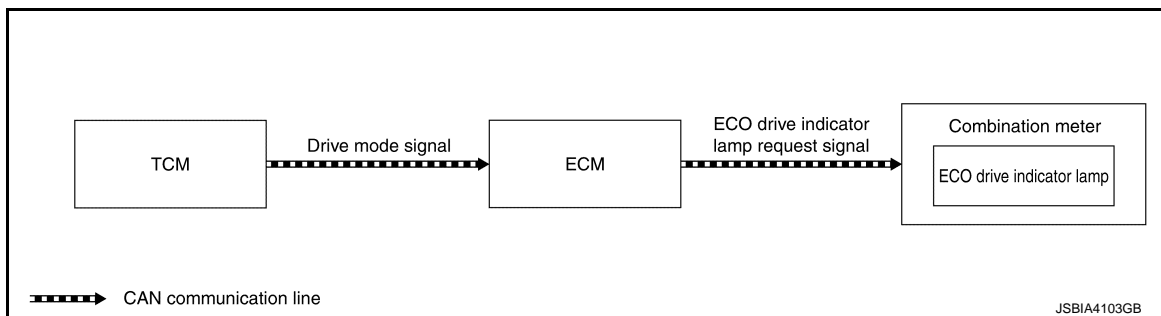 TCM
Drive mode signal
ECM
ECO drive indicator
lamp request signal
Combination meter
ECO drive indicator lamp
CAN communication line
JSBIA4103GB